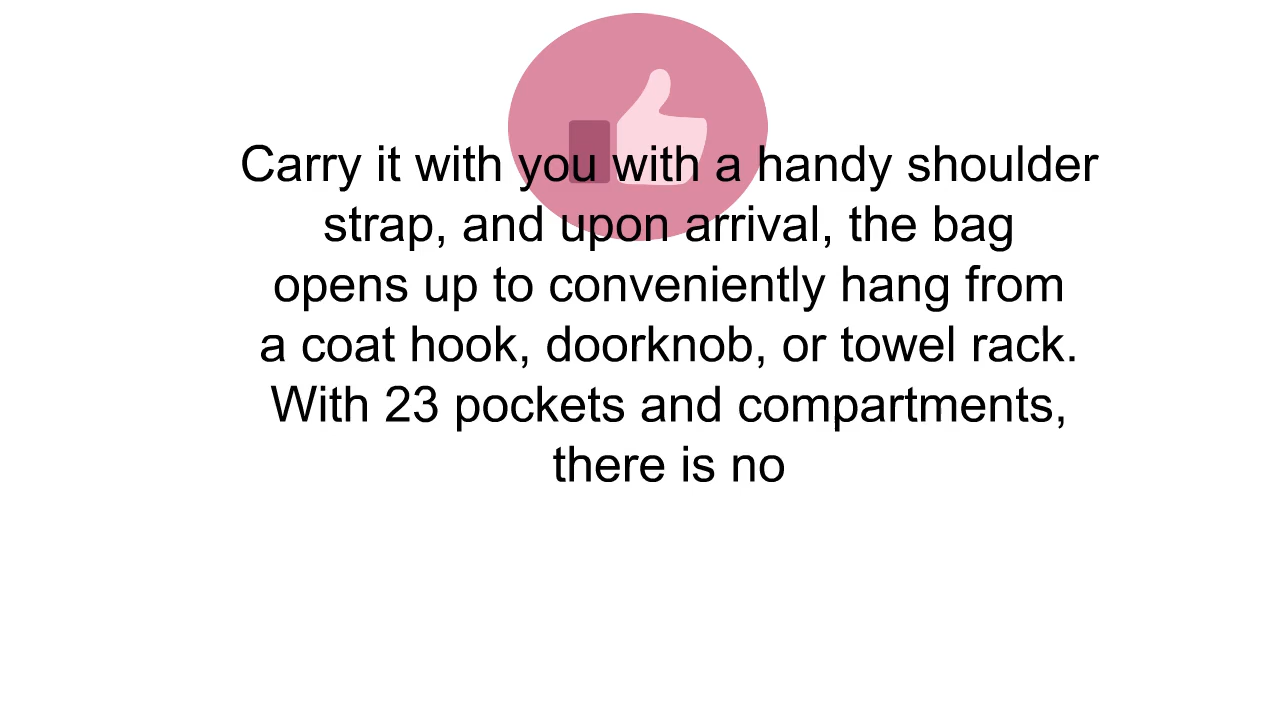 Carry it with you with a handy shoulder
strap, and upon arrival, the bag
opens up to conveniently hang from
a coat hook, doorknob, or towel rack.
With 23 pockets and compartments,
there is no